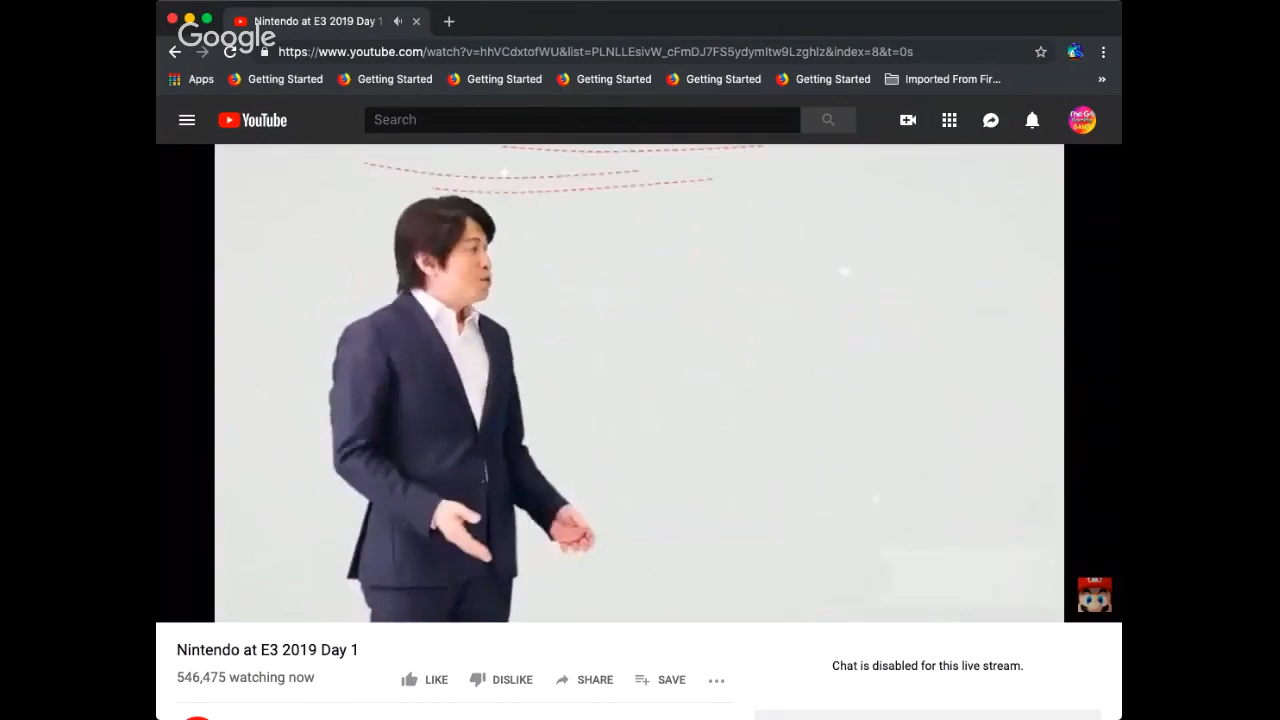 Nintendo at E3 2019 Day 1
Google
https://www.youtube.com/watch?v=hhVCdxtofWU&list=PLNLLEsivW_cFmDJ7FS5ydymItw9Lzghlz&index=8&t=0s
Apps Getting Started Getting Started Getting Started Getting Started Getting Started Getting Started Imported From Fir... »
YouTube Search
Nintendo at E3 2019 Day 1
546,475 watching now
LIKE DISLIKE SHARE SAVE ...
Chat is disabled for this live stream.